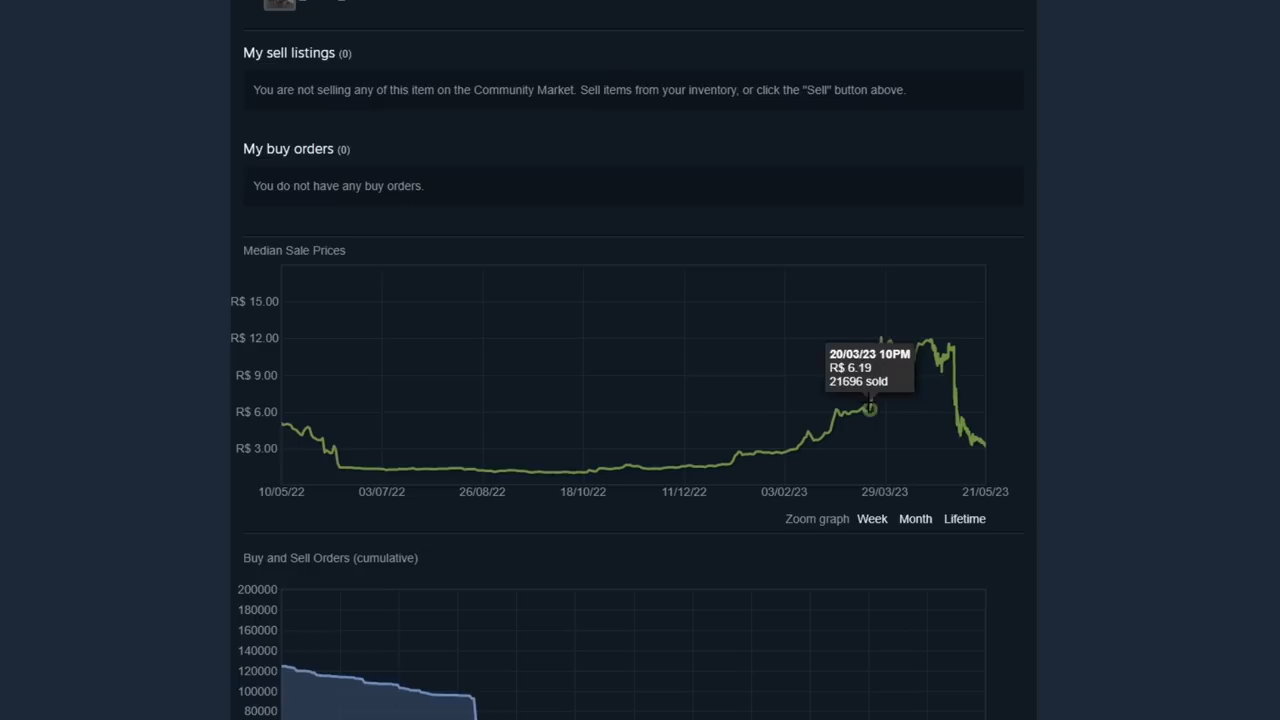 My sell listings (0)
You are not selling any of this item on the Community Market. Sell items from your inventory, or click the "Sell" button above.
My buy orders (0)
You do not have any buy orders.
Median Sale Prices
R$ 15.00
R$ 12.00
R$ 9.00
R$ 6.00
R$ 3.00
20/03/23 10PM
R$ 6.19
21696 sold
10/05/22 03/07/22 26/08/22 18/10/22 11/12/22 03/02/23 29/03/23 21/05/23
Zoom graph Week Month Lifetime
Buy and Sell Orders (cumulative)
200000
180000
160000
140000
120000
100000
80000